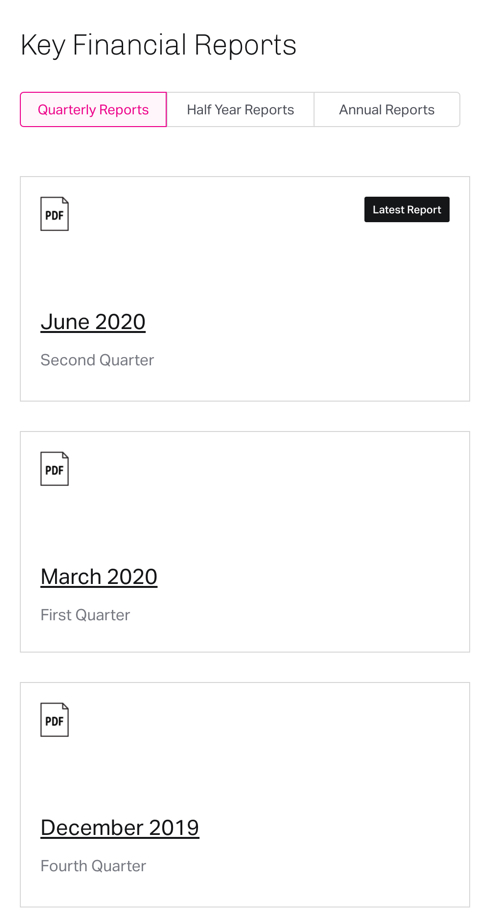 Key Financial Reports
Quarterly Reports Half Year Reports Annual Reports
PDF Latest Report
June 2020
Second Quarter
PDF
March 2020
First Quarter
PDF
December 2019
Fourth Quarter